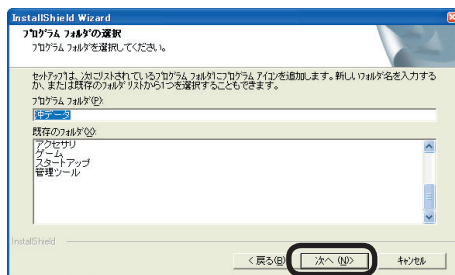 InstallShield Wizard
プログラム フォルダの選択
プログラム フォルダを選択してください。
セットアップは、次にリストされているプログラム フォルダにプログラム アイコンを追加します。新しいフォルダ名を入力する
か、または既存のフォルダ リストから1つを選択することもできます。
プログラム フォルダ(P):
沖データ
既存のフォルダ(X):
アクセサリ
ゲーム
スタートアップ
管理ツール
InstallShield
< 戻る(B) 次へ (N)> キャンセル